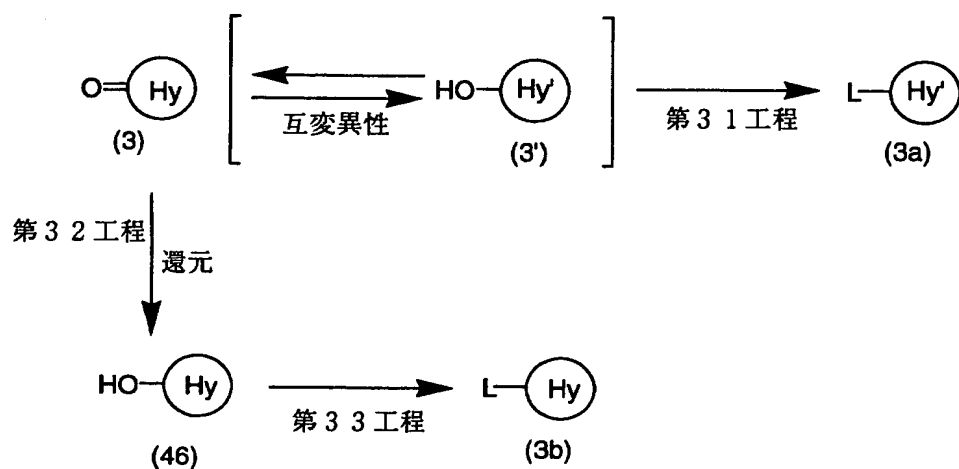 O= Hy
(3)
互変異性
HO- Hy'
(3')
第31工程
L- Hy'
(3a)
第32工程
還元
HO- Hy
(46)
第33工程
L- Hy
(3b)